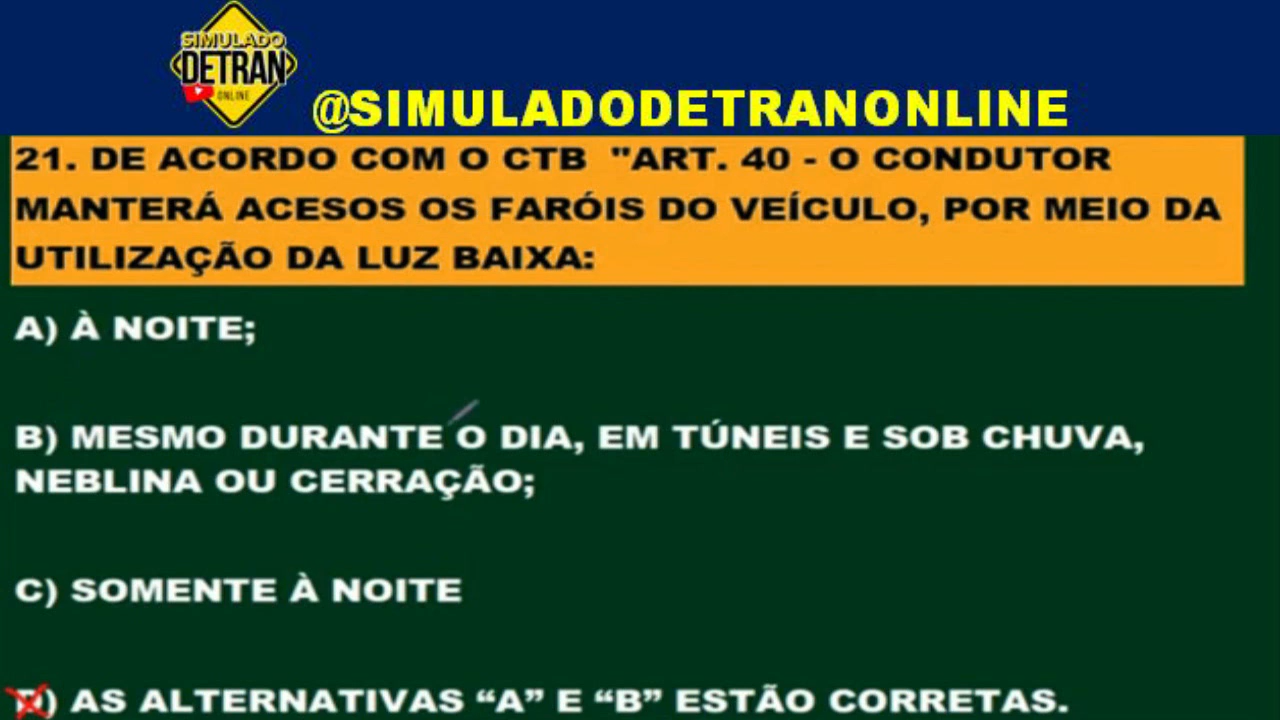 SIMULADO
DETRAN
ONLINE
@SIMULADODETRANONLINE
21. DE ACORDO COM O CTB "ART. 40 - O CONDUTOR
MANTERÁ ACESOS OS FARÓIS DO VEÍCULO, POR MEIO DA
UTILIZAÇÃO DA LUZ BAIXA:
A) À NOITE;
B) MESMO DURANTE O DIA, EM TÚNEIS E SOB CHUVA,
NEBLINA OU CERRAÇÃO;
C) SOMENTE À NOITE
D) AS ALTERNATIVAS “A” E “B” ESTÃO CORRETAS.